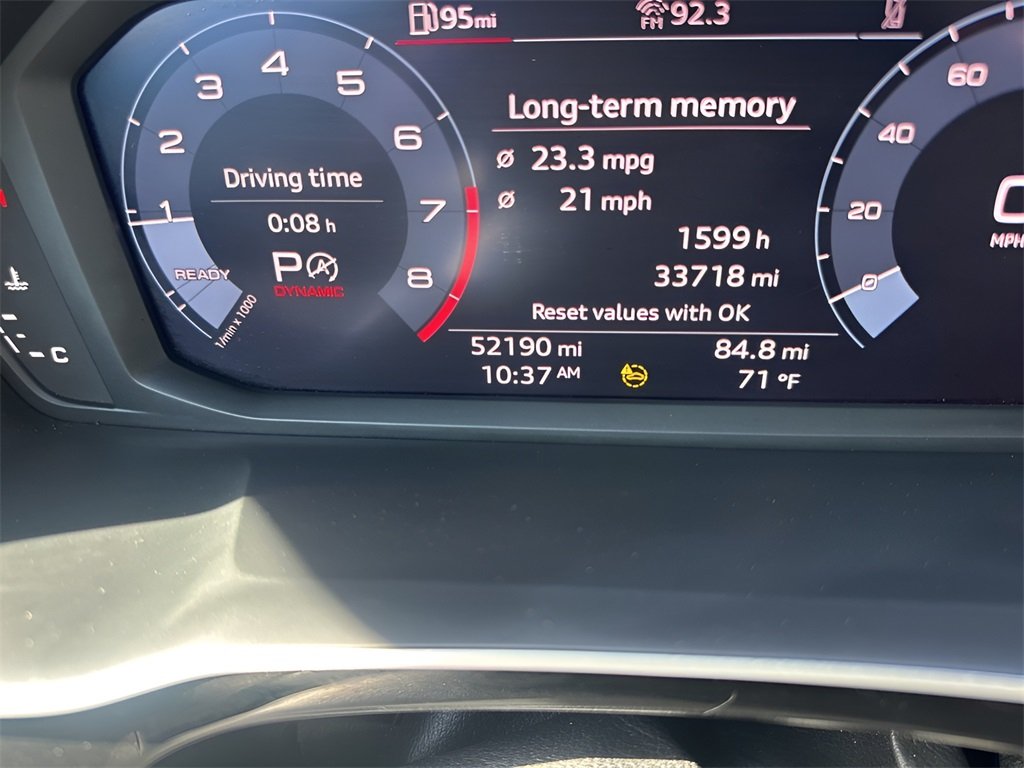 95mi
FM 92.3
1
2
3
4
5
6
7
8
READY
1/min x 1000
Driving time
0:08 h
P A
DYNAMIC
Long-term memory
Ø 23.3 mpg
Ø 21 mph
1599 h
33718 mi
Reset values with OK
52190 mi 84.8 mi
10:37 AM 71 °F
60
40
20
0
MPH
C